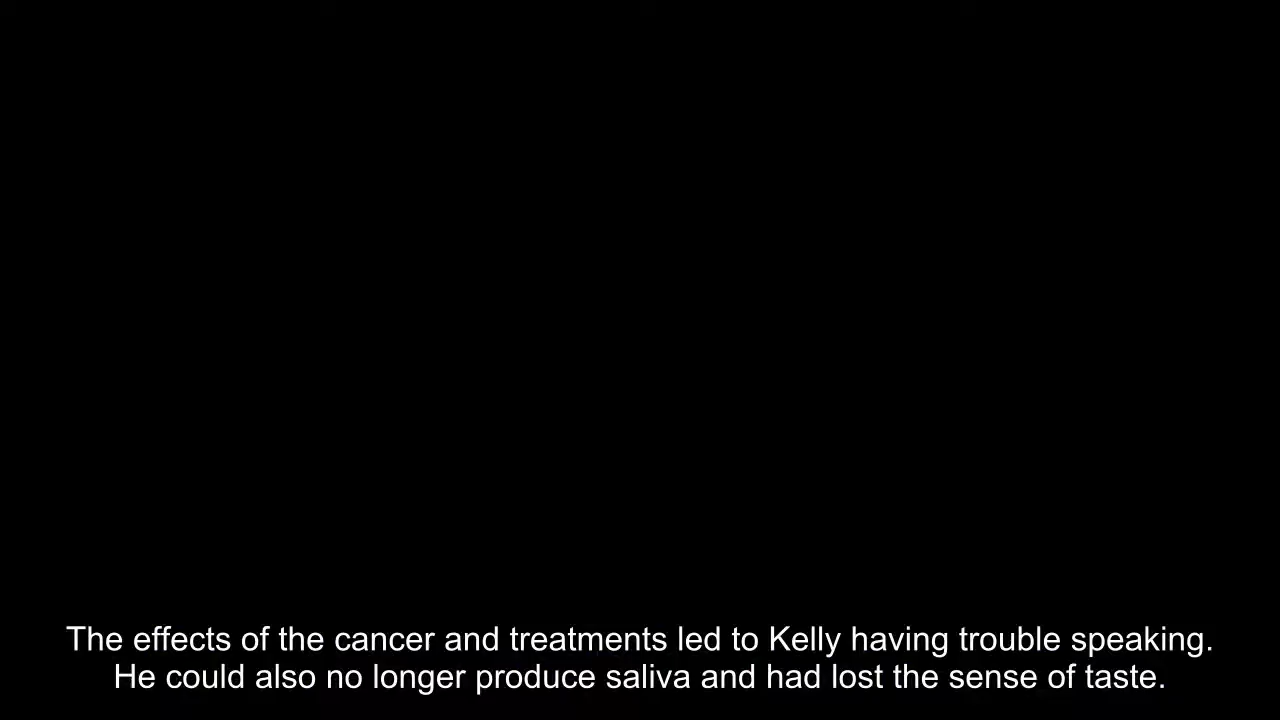 The effects of the cancer and treatments led to Kelly having trouble speaking.
He could also no longer produce saliva and had lost the sense of taste.